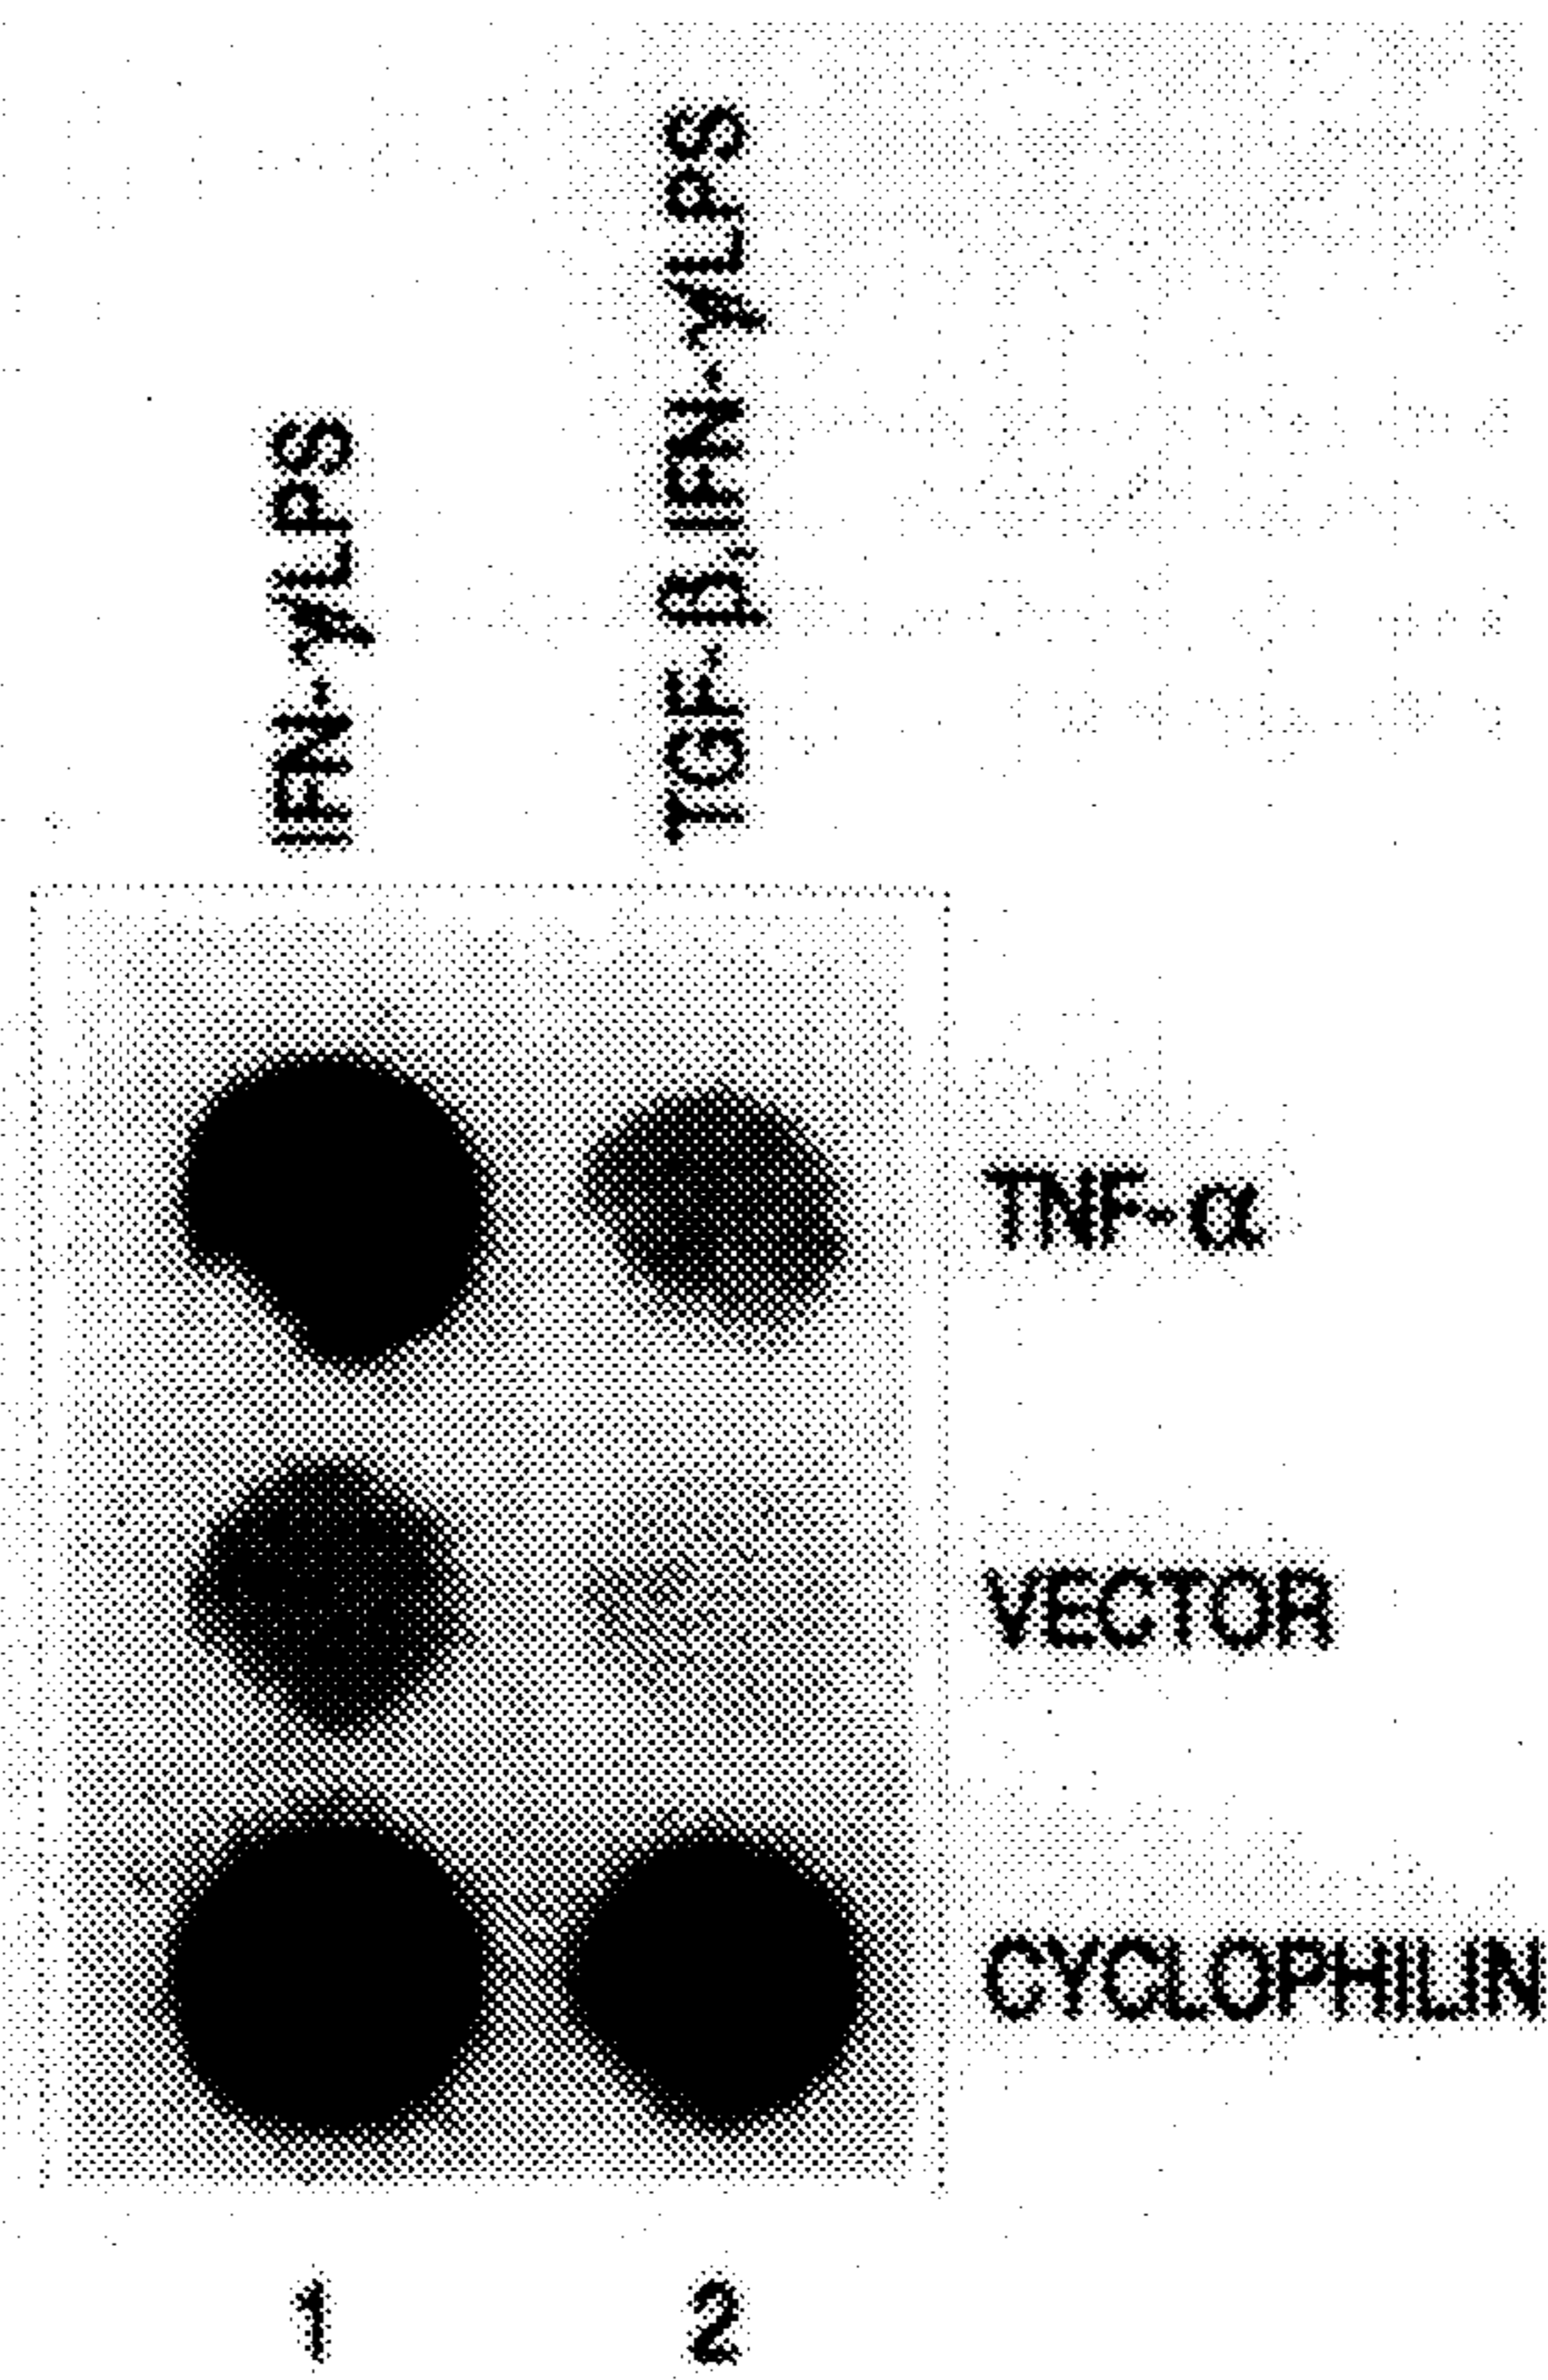 IFN-γ/LPS
TGF-β, IFN-γ/LPS
TNF-α
VECTOR
CYCLOPHILIN
1 2